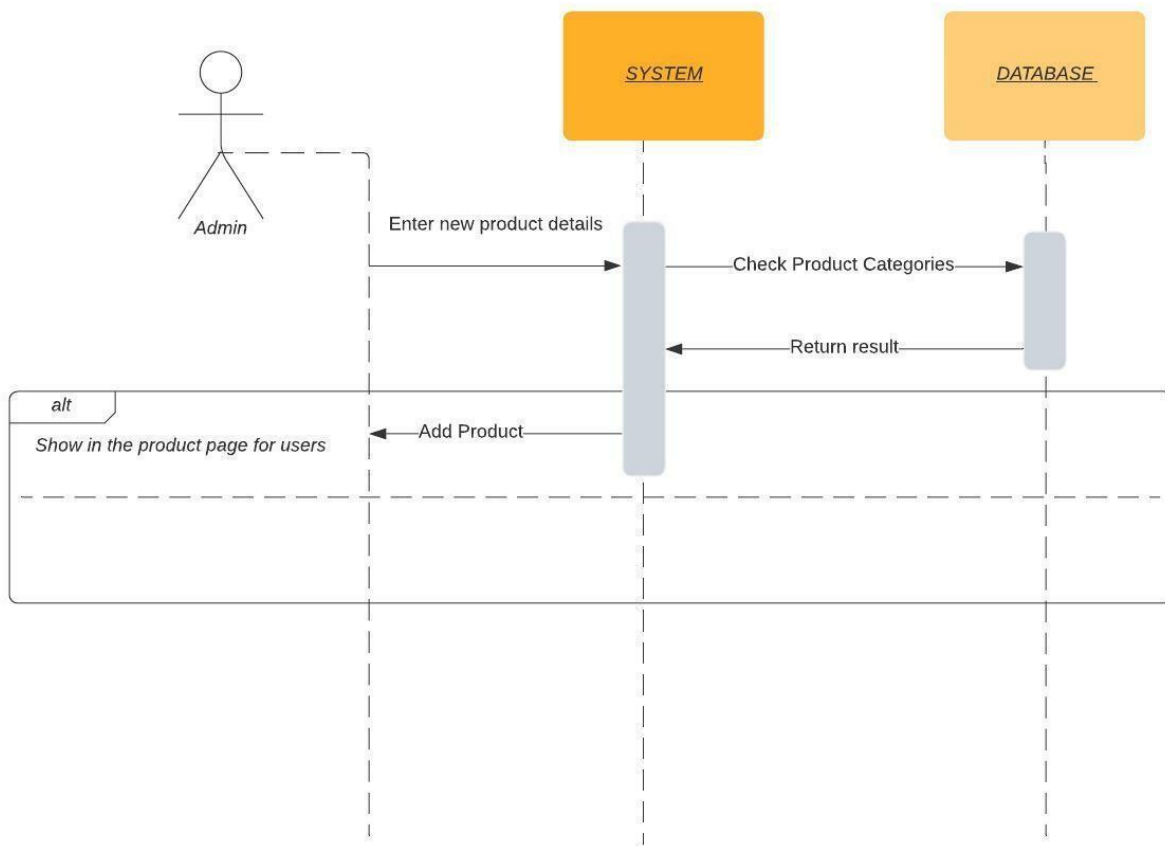 SYSTEM
DATABASE
Admin
Enter new product details
Check Product Categories
Return result
alt
Show in the product page for users
Add Product